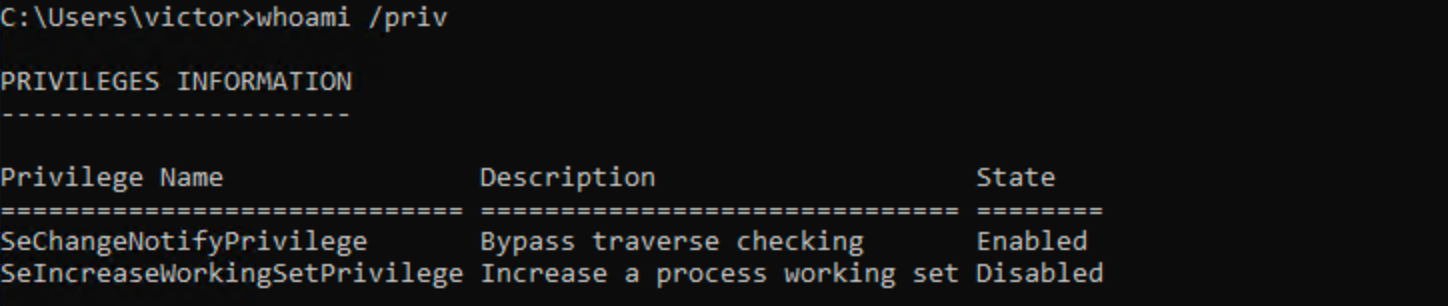 C:\Users\victor>whoami /priv
PRIVILEGES INFORMATION
----------------------
Privilege Name                Description                    State
============================= ============================== ========
SeChangeNotifyPrivilege       Bypass traverse checking       Enabled
SeIncreaseWorkingSetPrivilege Increase a process working set Disabled